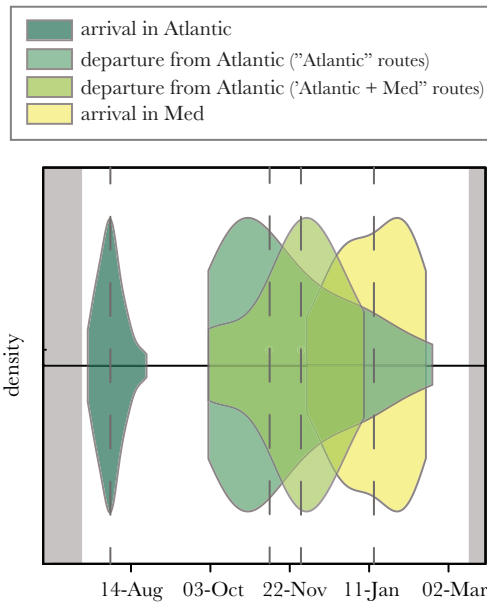 arrival in Atlantic
departure from Atlantic (”Atlantic” routes)
departure from Atlantic (’Atlantic + Med” routes)
arrival in Med
density
14-Aug 03-Oct 22-Nov 11-Jan 02-Mar